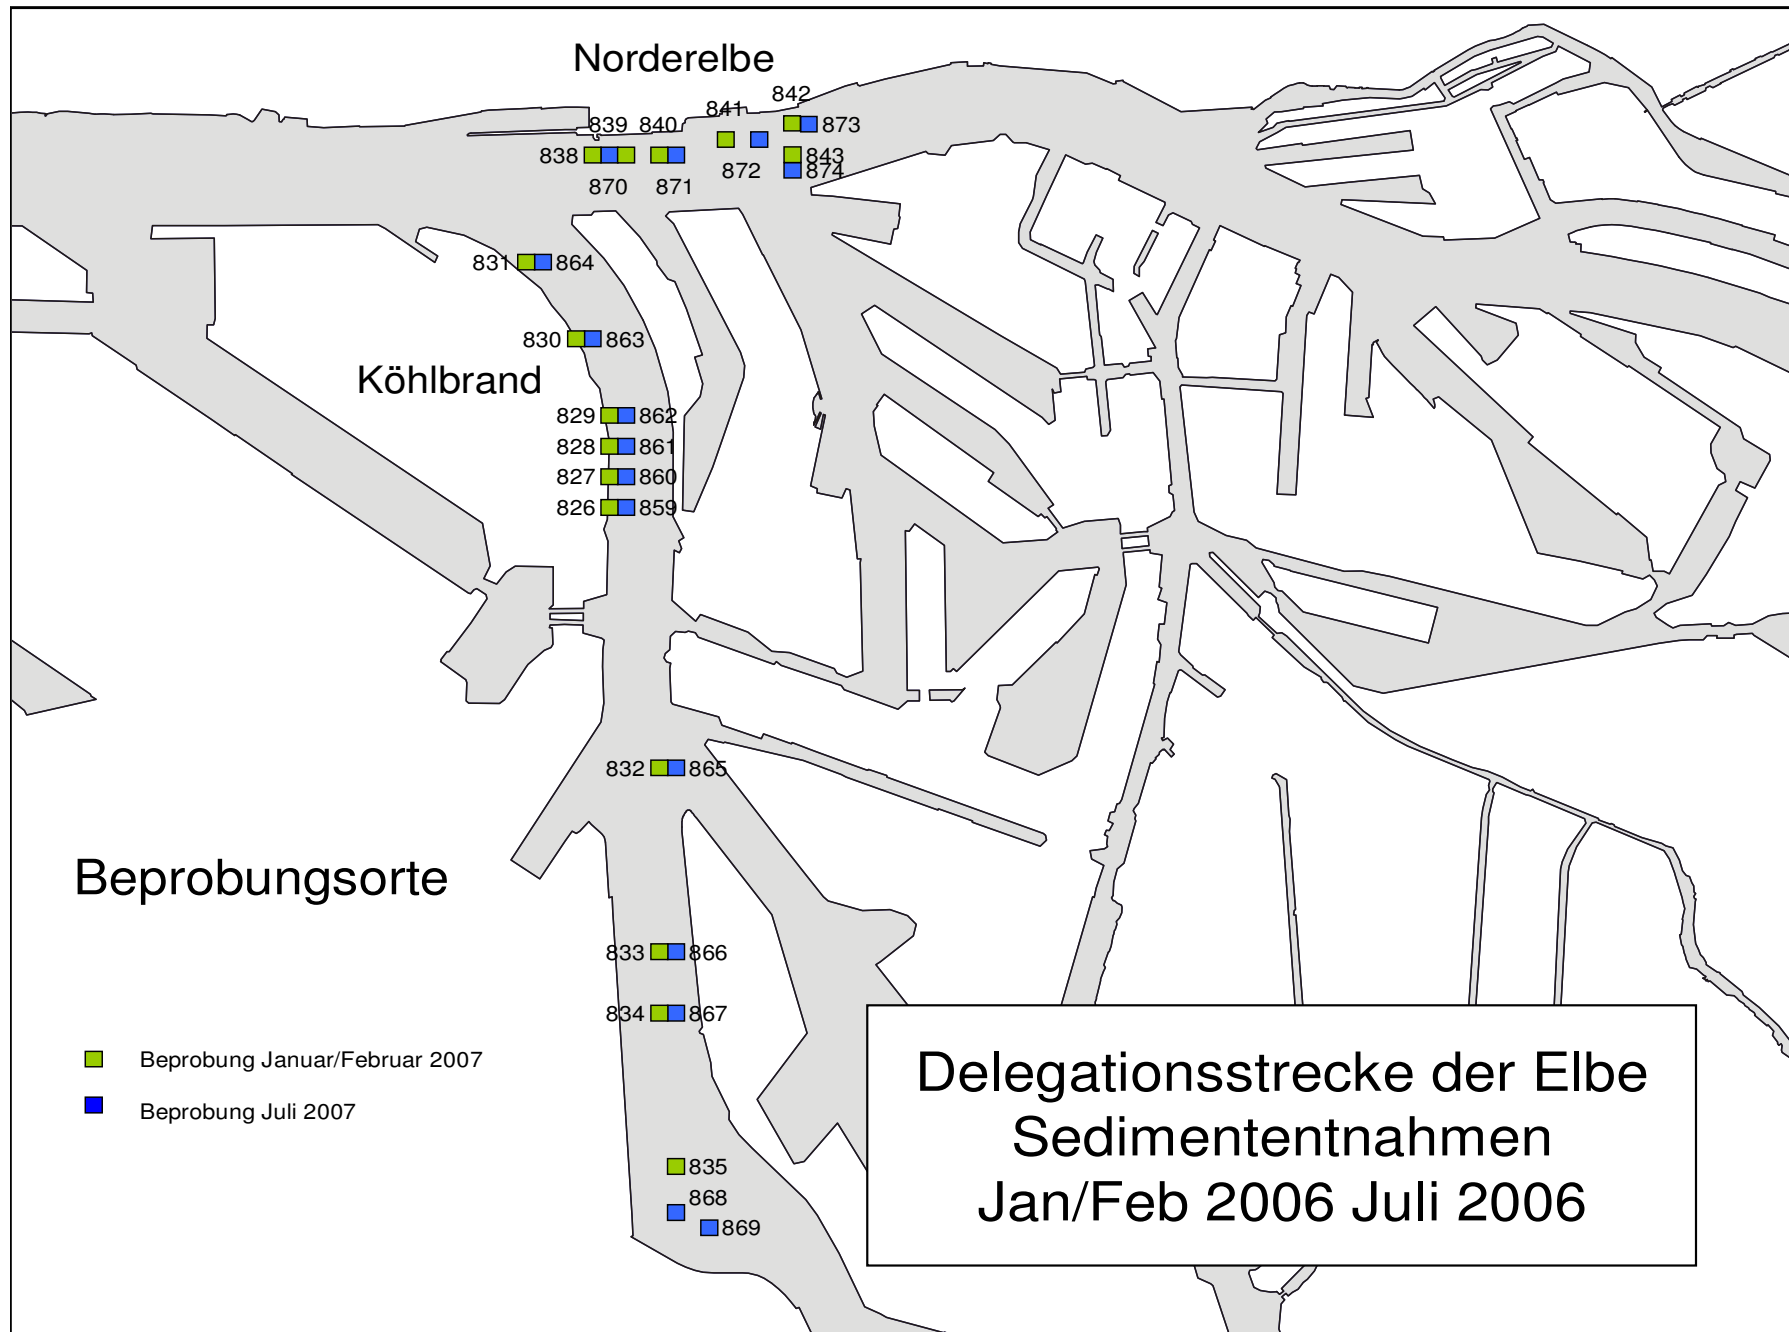 Norderelbe
842
841
873
839 840
838
843
872
874
870 871
831 864
830 863
Köhlbrand
829 862
828 861
827 860
826 859
832 865
Beprobungsorte
833 866
834 867
Beprobung Januar/Februar 2007
Beprobung Juli 2007
Delegationsstrecke der Elbe
Sedimententnahmen
Jan/Feb 2006 Juli 2006
835
868
869